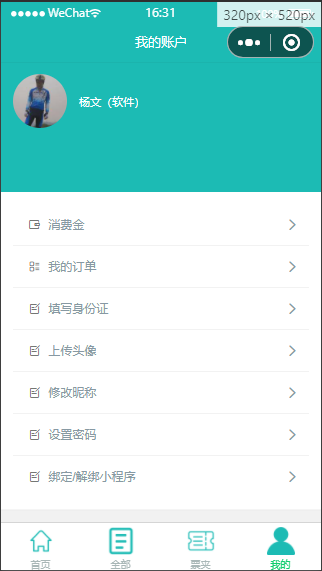 WeChat
16:31
320px × 520px
我的账户
杨文（软件）
消费金
我的订单
填写身份证
上传头像
修改昵称
设置密码
绑定/解绑小程序
首页
全部
票夹
我的